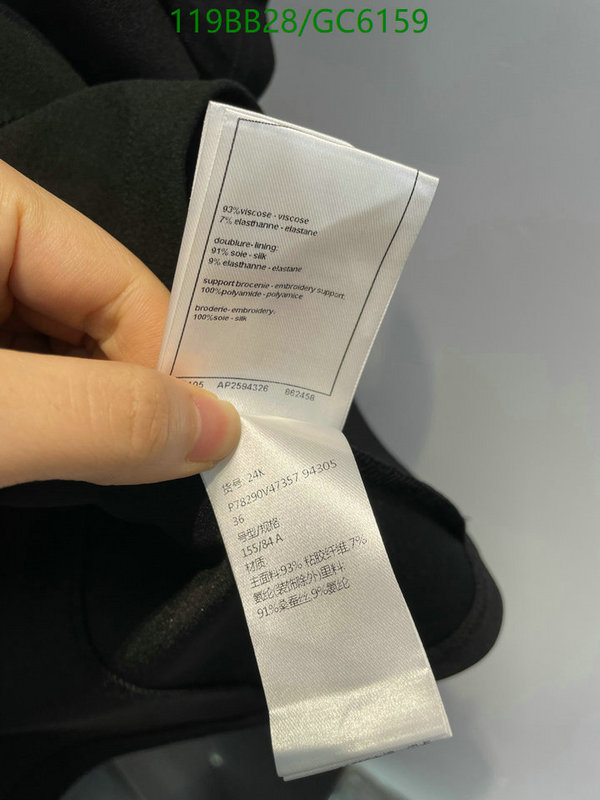 119BB28/GC6159
93%viscose - viscose
7% elasthanne - elastane
doublure- lining:
91% soie - silk
9% elasthanne - elastane
support brocerie - embroidery support:
100%polyamide - polyamice
broderie- embroidery:
100%soie - silk
AP2594326 862458
货号: 24K
P78290V47357 94305
36
号型/规格
155/84 A
材质:
主面料:93% 粘胶纤维 7%
氨纶(装饰除外)里料
91%桑蚕丝 9%氨纶